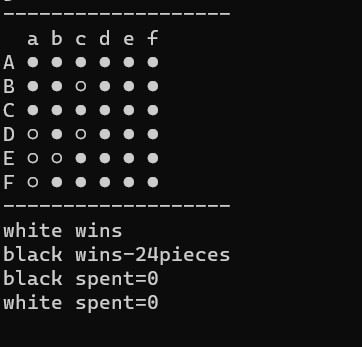 -------------------
a b c d e f
A ● ● ● ● ● ●
B ● ● ○ ● ● ●
C ● ● ● ● ● ●
D ○ ● ○ ● ● ●
E ○ ○ ● ● ● ●
F ○ ● ● ● ● ●
-------------------
white wins
black wins-24pieces
black spent=0
white spent=0